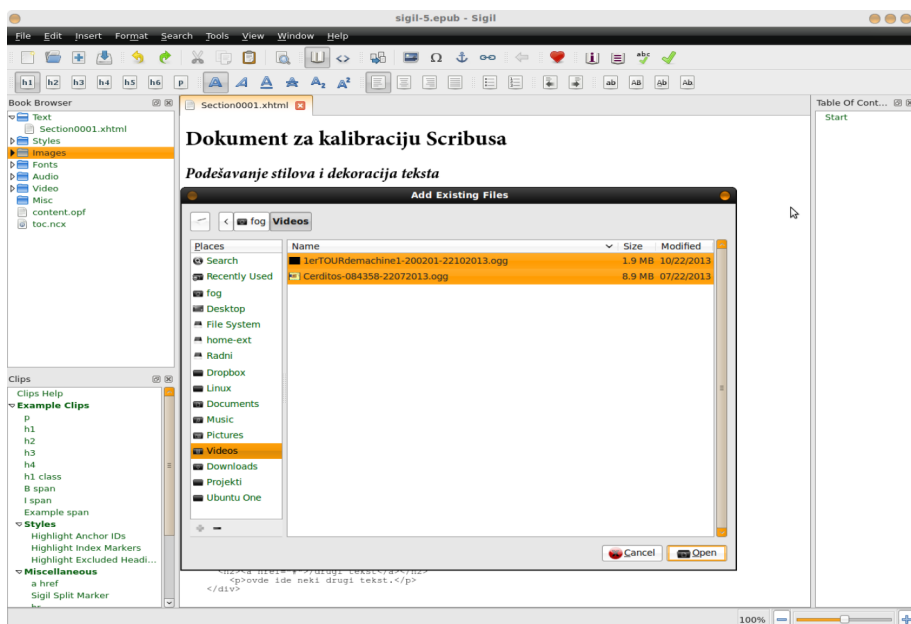 sigil-5.epub - Sigil
File Edit Insert Format Search Tools View Window Help
h1 h2 h3 h4 h5 h6 p A A A A A₂ A² ab AB Ab Ab
Book Browser
Text
Section0001.xhtml
Styles
Images
Fonts
Audio
Video
Misc
content.opf
toc.ncx
Section0001.xhtml
Dokument za kalibraciju Scribusa
Podešavanje stilova i dekoracija teksta
Table Of Cont...
Start
Add Existing Files
fog Videos
Places
Search
Recently Used
fog
Desktop
File System
home-ext
Radni
Dropbox
Linux
Documents
Music
Pictures
Videos
Downloads
Projekti
Ubuntu One
Name Size Modified
1erTOURdemachine1-200201-22102013.ogg 1.9 MB 10/22/2013
Cerditos-084358-22072013.ogg 8.9 MB 07/22/2013
Cancel Open
Clips
Clips Help
Example Clips
p
h1
h2
h3
h4
h1 class
B span
I span
Example span
Styles
Highlight Anchor IDs
Highlight Index Markers
Highlight Excluded Headi...
Miscellaneous
a href
Sigil Split Marker
<p>ovde ide neki drugi tekst.</p>
</div>
100%